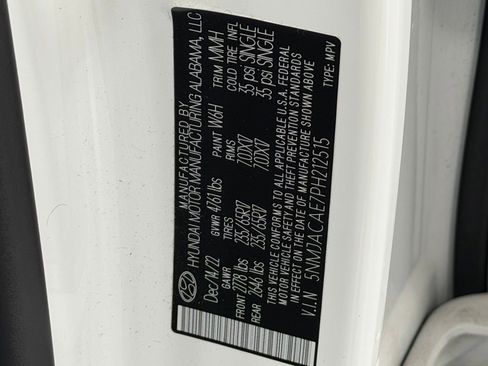 MANUFACTURED BY
HYUNDAI MOTOR MANUFACTURING ALABAMA, LLC
Dec/14/22 GVWR 4761 lbs PAINT W6H TRIM MMH
GAWR TIRE RIMS COLD TIRE INFL
FRONT 2778 lbs 235/65R17 7.0JX17 35 psi SINGLE
REAR 2646 lbs 235/65R17 7.0JX17 35 psi SINGLE
THIS VEHICLE CONFORMS TO ALL APPLICABLE U.S.A. FEDERAL
MOTOR VEHICLE SAFETY AND THEFT PREVENTION STANDARDS
IN EFFECT ON THE DATE OF MANUFACTURE SHOWN ABOVE
V.I.N 5NMJACAE7PH212515 TYPE: MPV